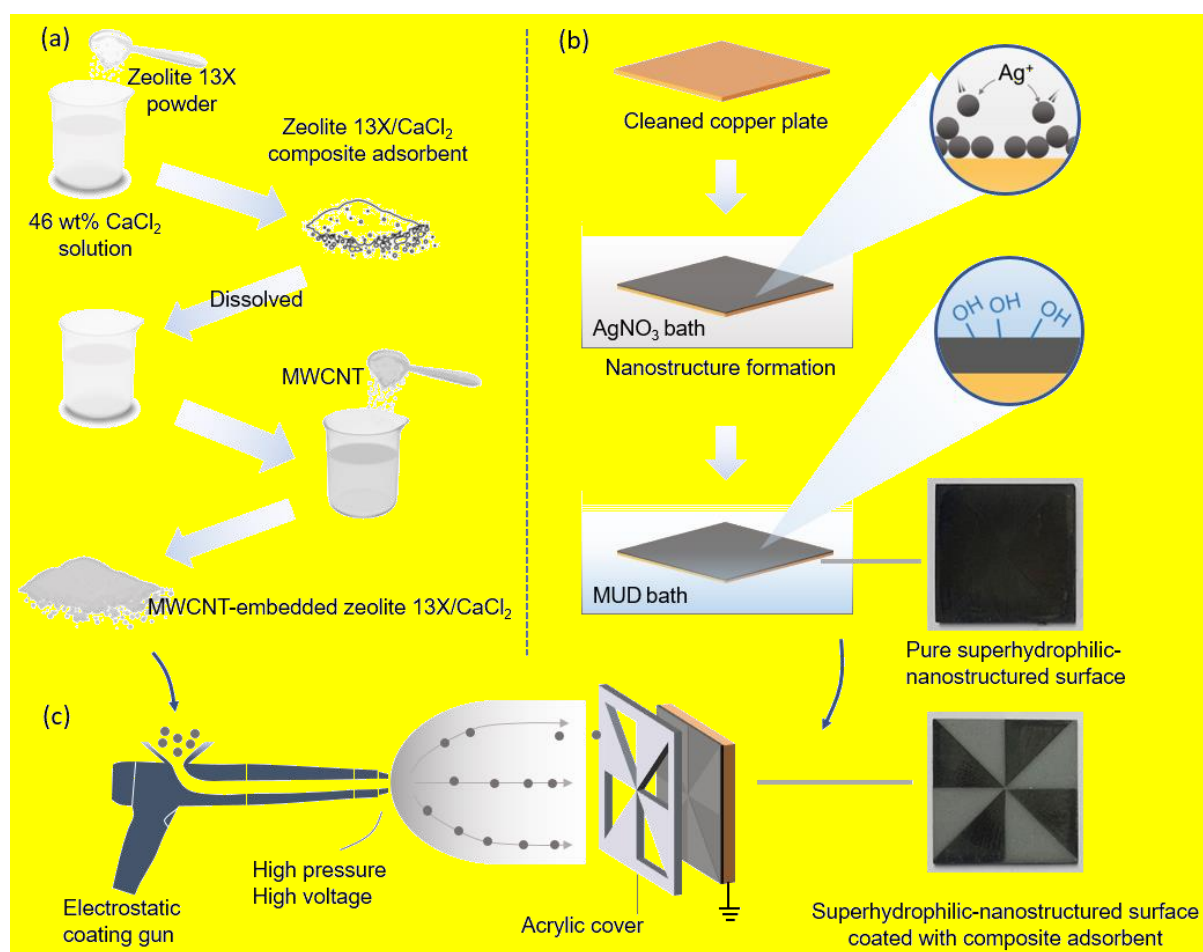 (a)
Zeolite 13X
powder
Zeolite 13X/CaCl₂
composite adsorbent
46 wt% CaCl₂
solution
Dissolved
MWCNT
MWCNT-embedded zeolite 13X/CaCl₂
(b)
Cleaned copper plate
Ag⁺
AgNO₃ bath
Nanostructure formation
OH
OH
OH
MUD bath
Pure superhydrophilic-
nanostructured surface
(c)
High pressure
High voltage
Electrostatic
coating gun
Acrylic cover
Superhydrophilic-nanostructured surface
coated with composite adsorbent